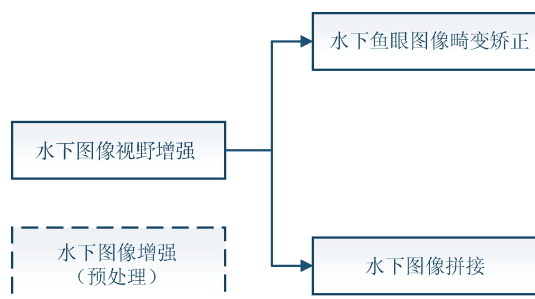 水下鱼眼图像畸变矫正
水下图像视野增强
水下图像增强
（预处理）
水下图像拼接